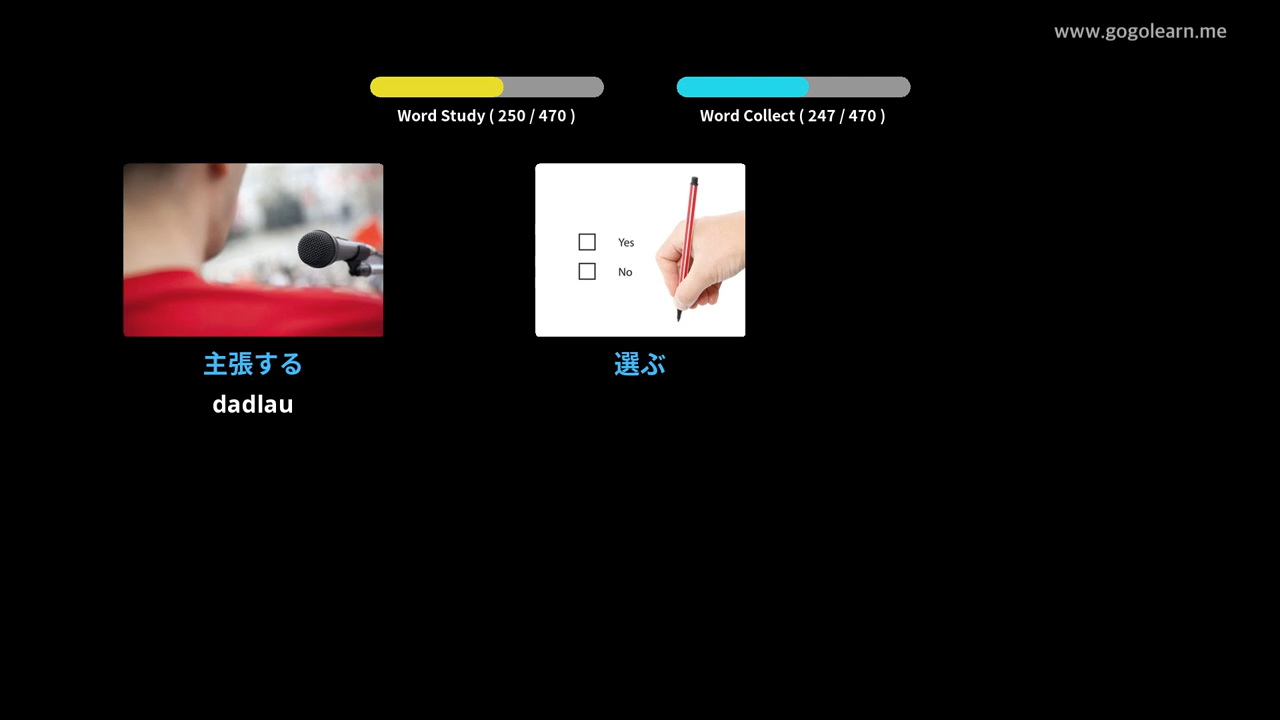 www.gogolearn.me
Word Study ( 250 / 470 )
Word Collect ( 247 / 470 )
Yes
No
主張する
選ぶ
dadlau